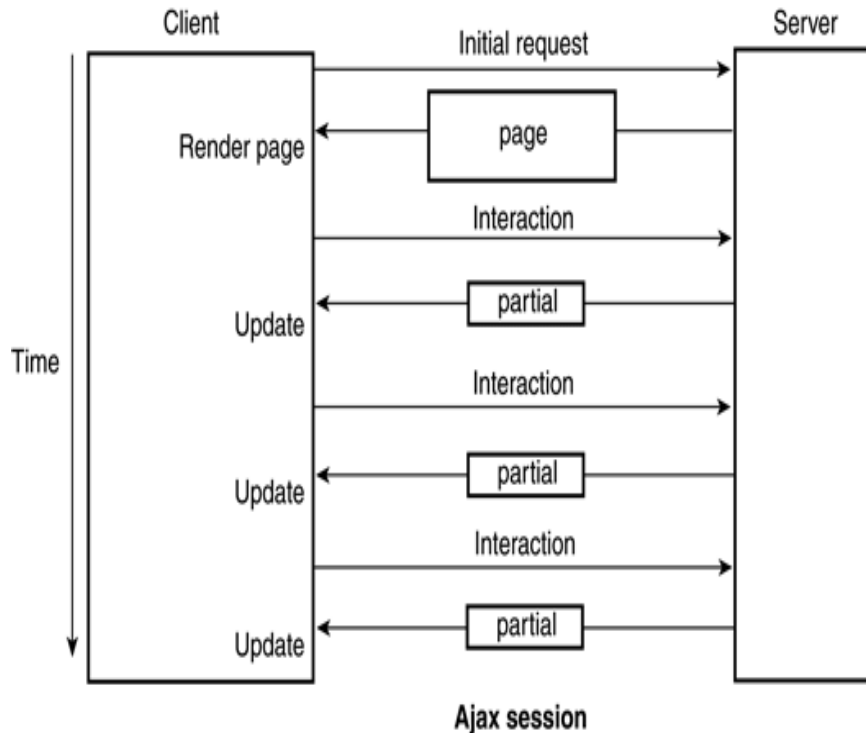 Client
Server
Initial request
page
Render page
Interaction
partial
Update
Time
Interaction
partial
Update
Interaction
partial
Update
Ajax session